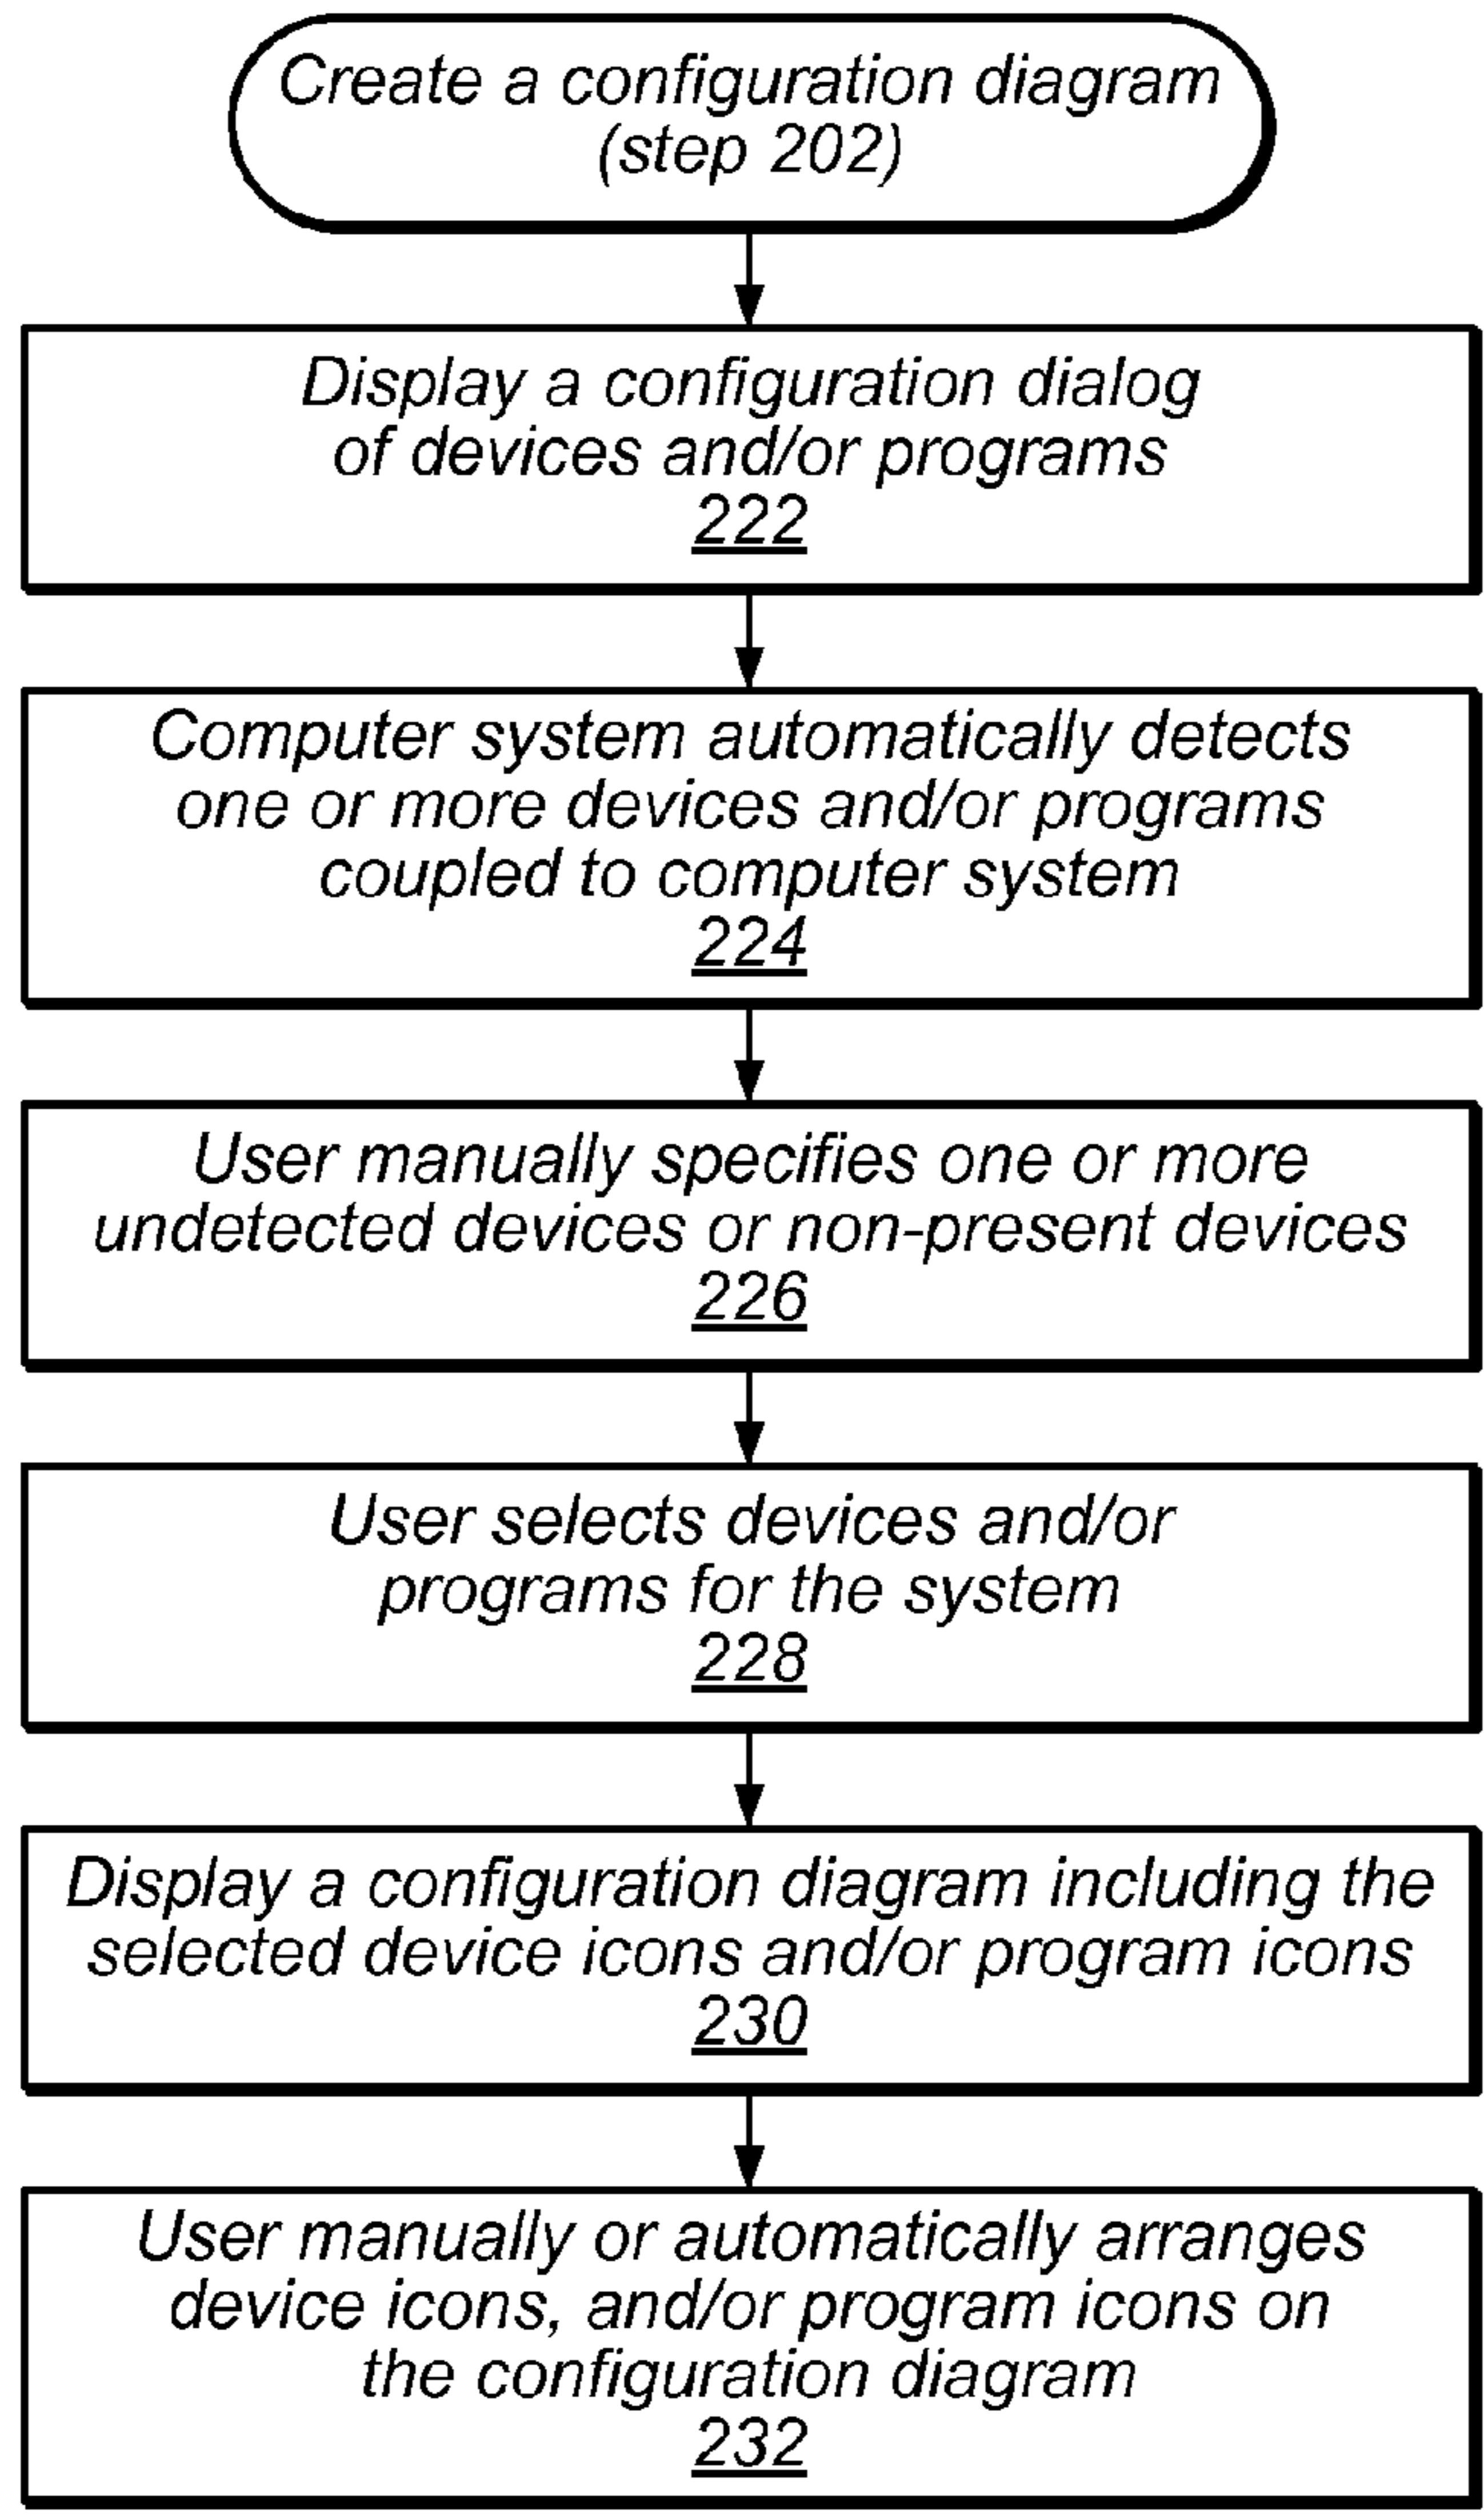 Create a configuration diagram
(step 202)
Display a configuration dialog
of devices and/or programs
222
Computer system automatically detects
one or more devices and/or programs
coupled to computer system
224
User manually specifies one or more
undetected devices or non-present devices
226
User selects devices and/or
programs for the system
228
Display a configuration diagram including the
selected device icons and/or program icons
230
User manually or automatically arranges
device icons, and/or program icons on
the configuration diagram
232